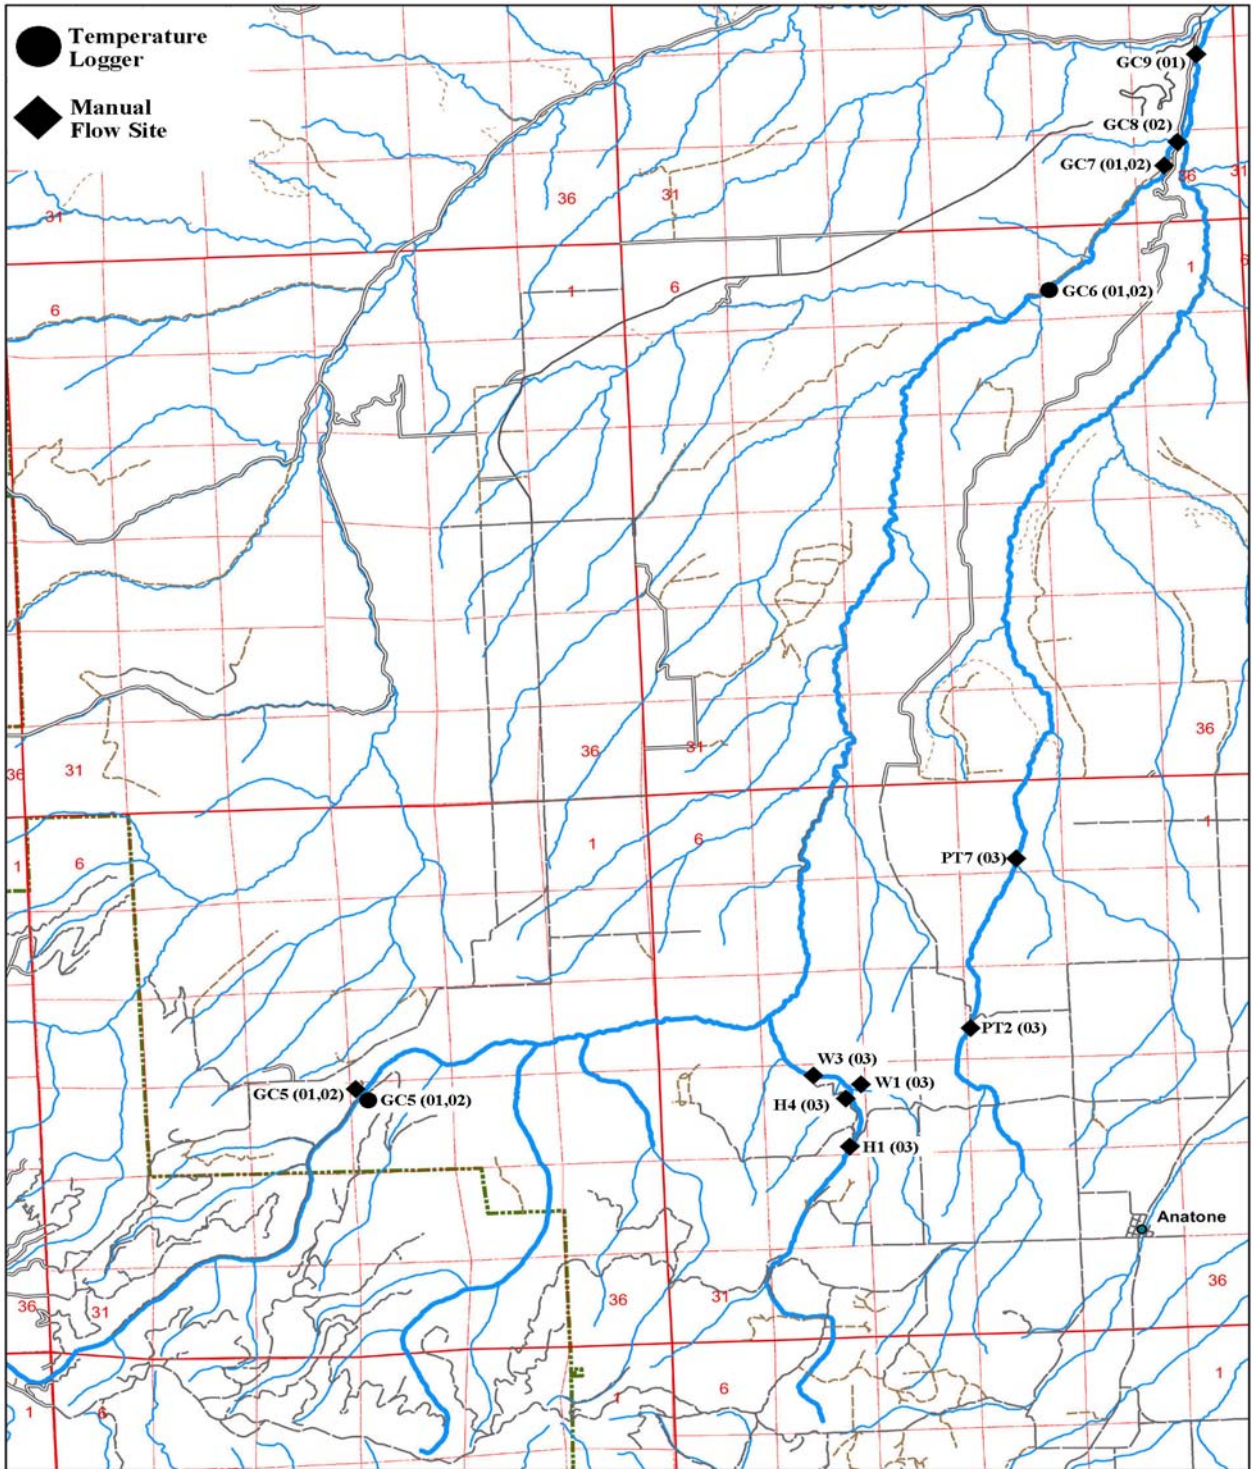 Temperature
Logger
Manual
Flow Site
GC9 (01)
GC8 (02)
GC7 (01,02)
36
31
36
31
31
1
6
GC6 (01,02)
6
1
6
36
31
36
36
31
1
PT7 (03)
1
6
1
6
PT2 (03)
W3 (03)
W1 (03)
GC5 (01,02)
GC5 (01,02)
H4 (03)
H1 (03)
Anatone
36
31
36
31
36
1
6
1
6
1